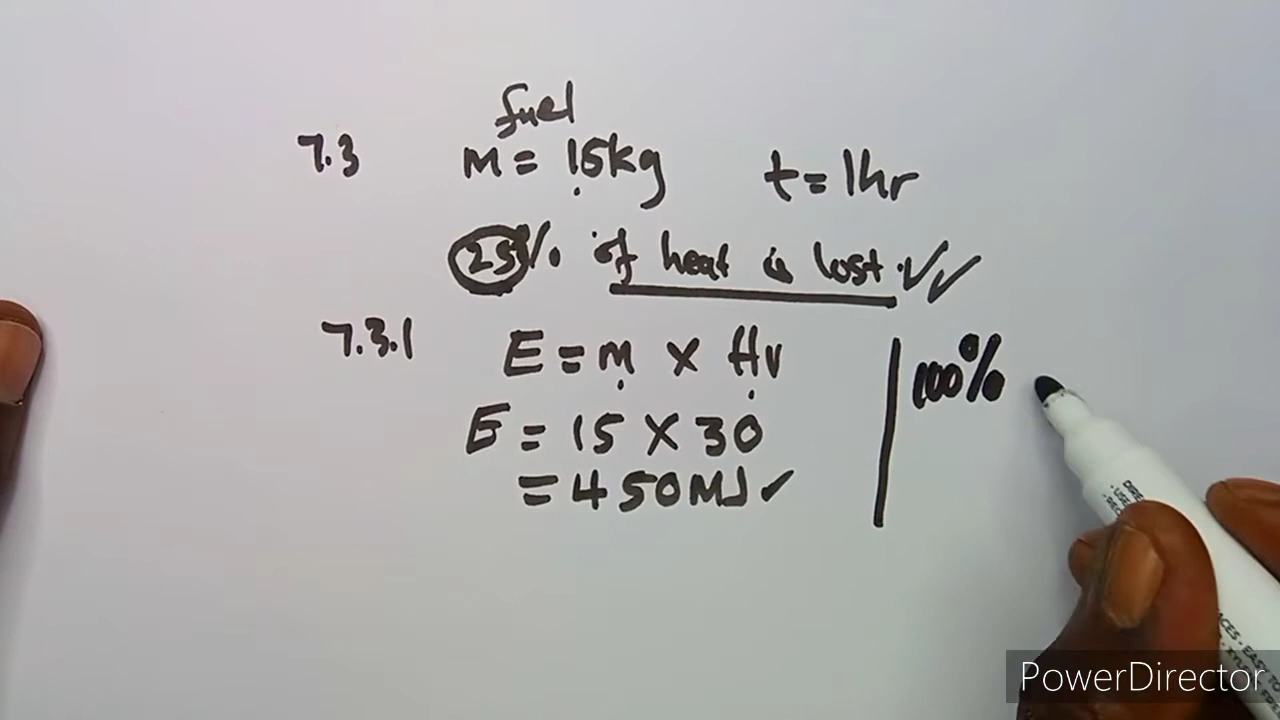 fuel
7.3 M = 15kg t = 1hr
25% of heat is lost. ✓✓
7.3.1 E = m × Hv
E = 15 × 30
= 450MJ ✓
100%
PowerDirector